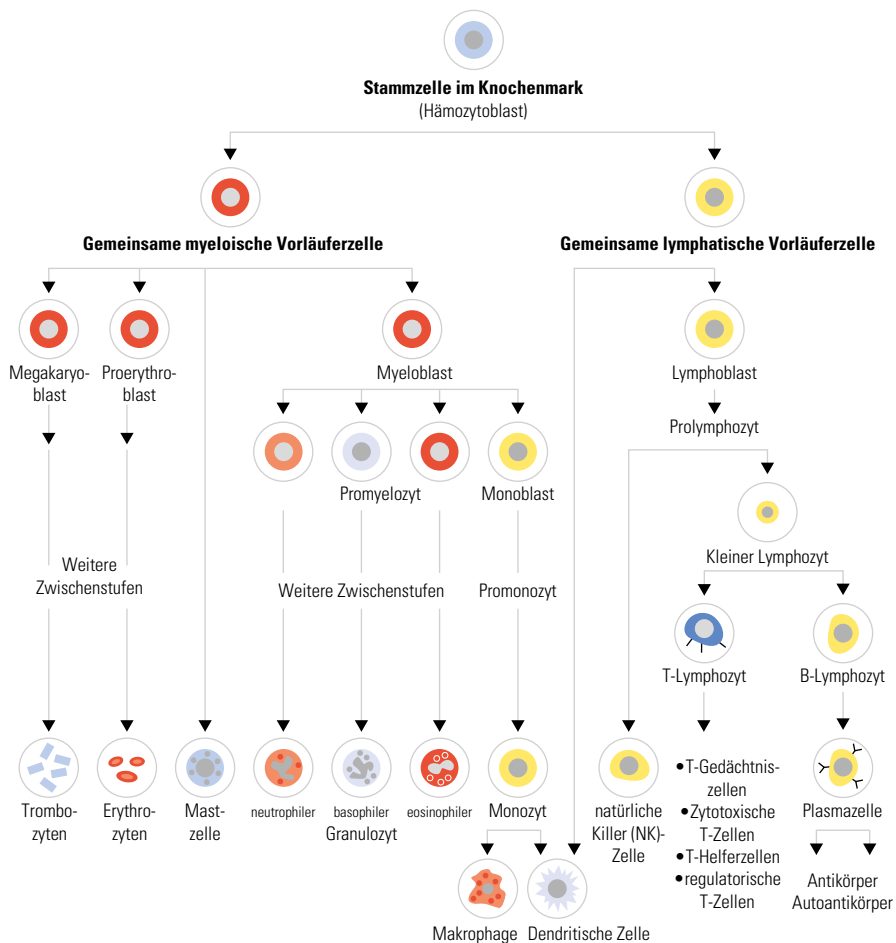 Stammzelle im Knochenmark
(Hämozytoblast)
Gemeinsame myeloische Vorläuferzelle
Gemeinsame lymphatische Vorläuferzelle
Megakaryo-
blast
Proerythro-
blast
Myeloblast
Lymphoblast
Prolymphozyt
Promyelozyt
Monoblast
Kleiner Lymphozyt
Weitere
Zwischenstufen
Weitere Zwischenstufen
Promonozyt
T-Lymphozyt
B-Lymphozyt
Trombo-
zyten
Erythro-
zyten
Mast-
zelle
neutrophiler
basophiler
eosinophiler
Granulozyt
Monozyt
natürliche
Killer (NK)-
Zelle
•T-Gedächtnis-
zellen
•Zytotoxische
T-Zellen
•T-Helferzellen
•regulatorische
T-Zellen
Plasmazelle
Antikörper
Autoantikörper
Makrophage
Dendritische Zelle